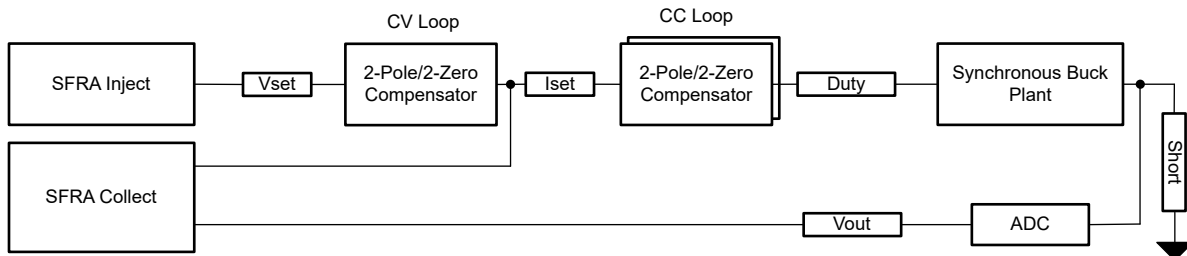 CV Loop
CC Loop
SFRA Inject
Vset
2-Pole/2-Zero
Compensator
Iset
2-Pole/2-Zero
Compensator
Duty
Synchronous Buck
Plant
Short
SFRA Collect
Vout
ADC